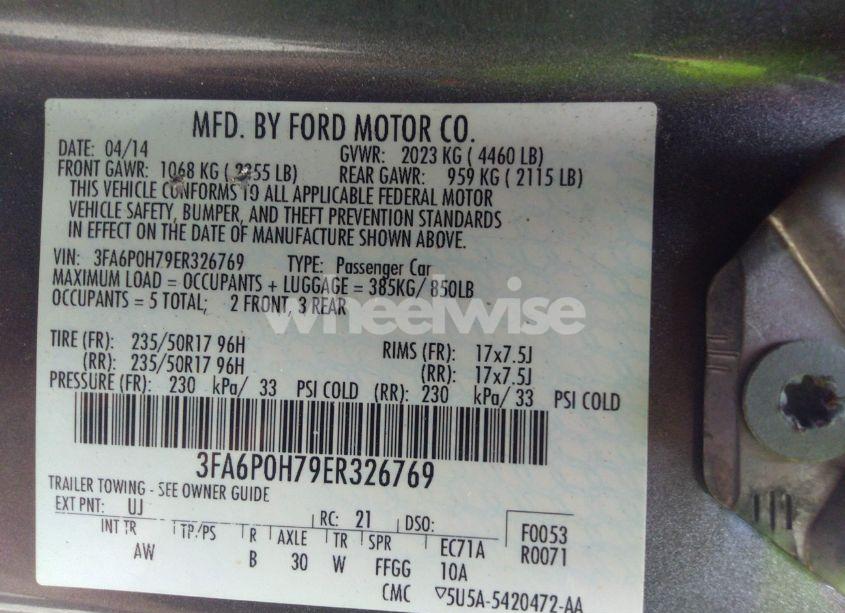 MFD. BY FORD MOTOR CO.
DATE: 04/14 GVWR: 2023 KG ( 4460 LB)
FRONT GAWR: 1068 KG ( 2355 LB) REAR GAWR: 959 KG ( 2115 LB)
THIS VEHICLE CONFORMS TO ALL APPLICABLE FEDERAL MOTOR
VEHICLE SAFETY, BUMPER, AND THEFT PREVENTION STANDARDS
IN EFFECT ON THE DATE OF MANUFACTURE SHOWN ABOVE.
VIN: 3FA6P0H79ER326769 TYPE: Passenger Car
MAXIMUM LOAD = OCCUPANTS + LUGGAGE = 385KG/ 850LB
OCCUPANTS = 5 TOTAL; 2 FRONT, 3 REAR
wheelwise
TIRE (FR): 235/50R17 96H RIMS (FR): 17x7.5J
(RR): 235/50R17 96H (RR): 17x7.5J
PRESSURE (FR): 230 kPa/ 33 PSI COLD (RR): 230 kPa/ 33 PSI COLD
3FA6P0H79ER326769
TRAILER TOWING - SEE OWNER GUIDE
EXT PNT: UJ RC: 21 DSO: F0053
INT TR TP/PS R AXLE TR SPR EC71A R0071
AW B 30 W FFGG 10A
CMC ▽5U5A-5420472-AA